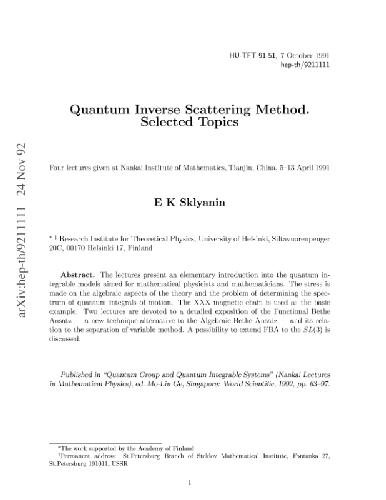 HU-TFT-91-51, 7 October 1991
hep-th/9211111
Quantum Inverse Scattering Method.
Selected Topics
Four lectures given at Nankai Institute of Mathematics, Tianjin, China, 5–13 April 1991
E K Sklyanin
* † Research Institute for Theoretical Physics, University of Helsinki, Siltavuorenpenger
20C, 00170 Helsinki 17, Finland
Abstract. The lectures present an elementary introduction into the quantum in-
tegrable models aimed for mathematical physicists and mathematicians. The stress is
made on the algebraic aspects of the theory and the problem of determining the spec-
trum of quantum integrals of motion. The XXX magnetic chain is used as the basic
example. Two lectures are devoted to a detailed exposition of the Functional Bethe
Ansatz — a new technique alternative to the Algebraic Bethe Ansatz — and its rela-
tion to the separation of variable method. A possibility to extend FBA to the SL(3) is
discussed.
Published in "Quantum Group and Quantum Integrable Systems" (Nankai Lectures
in Mathematical Physics), ed. Mo-Lin Ge, Singapore: World Scientific, 1992, pp. 63–97.
*The work supported by the Academy of Finland
†Permanent address: St.Petersburg Branch of Steklov Mathematical Institute, Fontanka 27,
St.Petersburg 191011, USSR
1
arXiv:hep-th/9211111 24 Nov 92